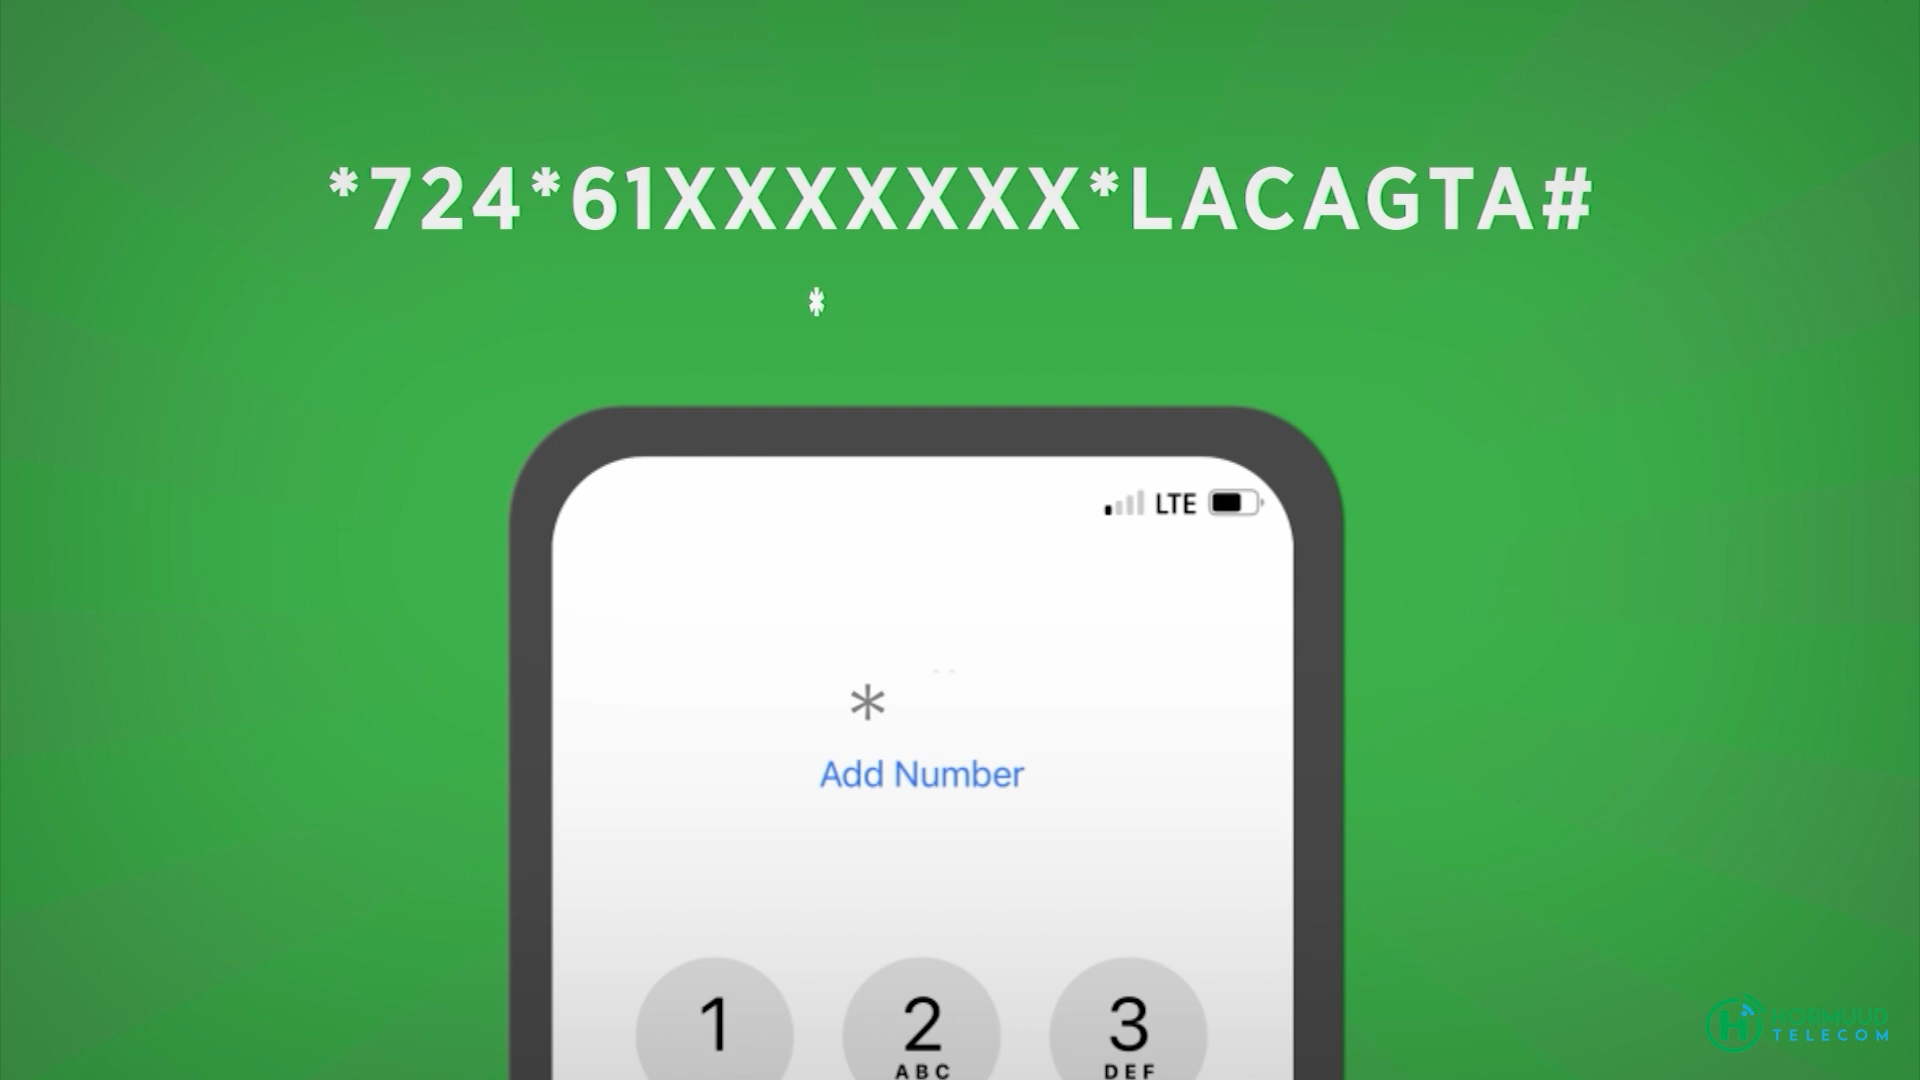 *724*61XXXXXXX*LACAGTA#
*
LTE
*
Add Number
1 2 3
ABC DEF
HORMUUD
TELECOM